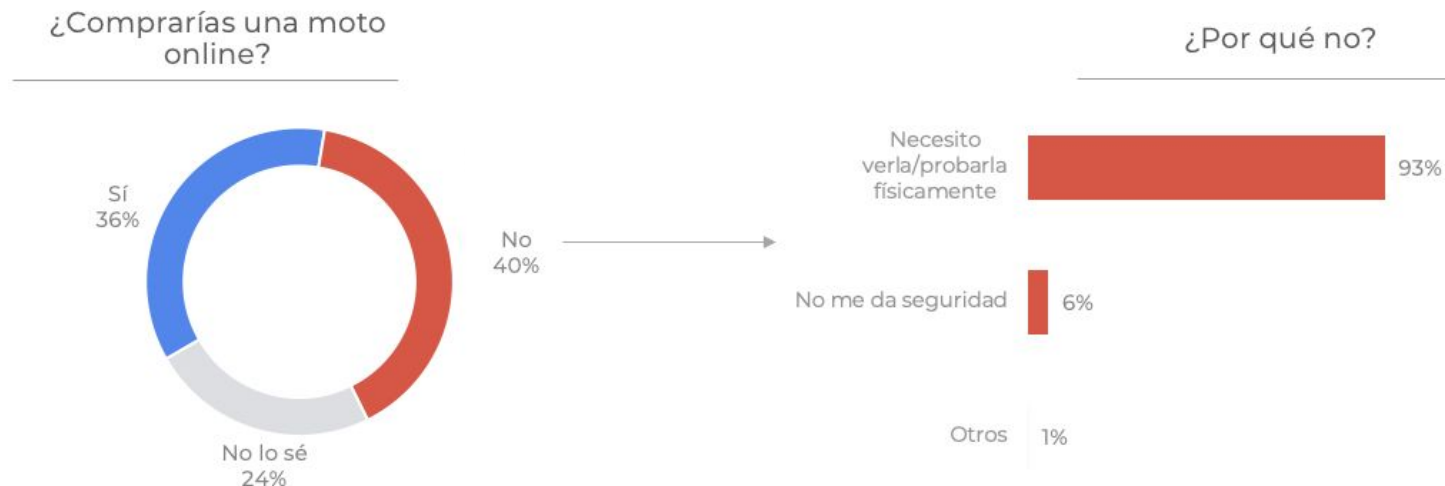 ¿Comprarías una moto
online?
Sí
36%
No
40%
No lo sé
24%
¿Por qué no?
Necesito
verla/probarla
físicamente
93%
No me da seguridad
6%
Otros
1%